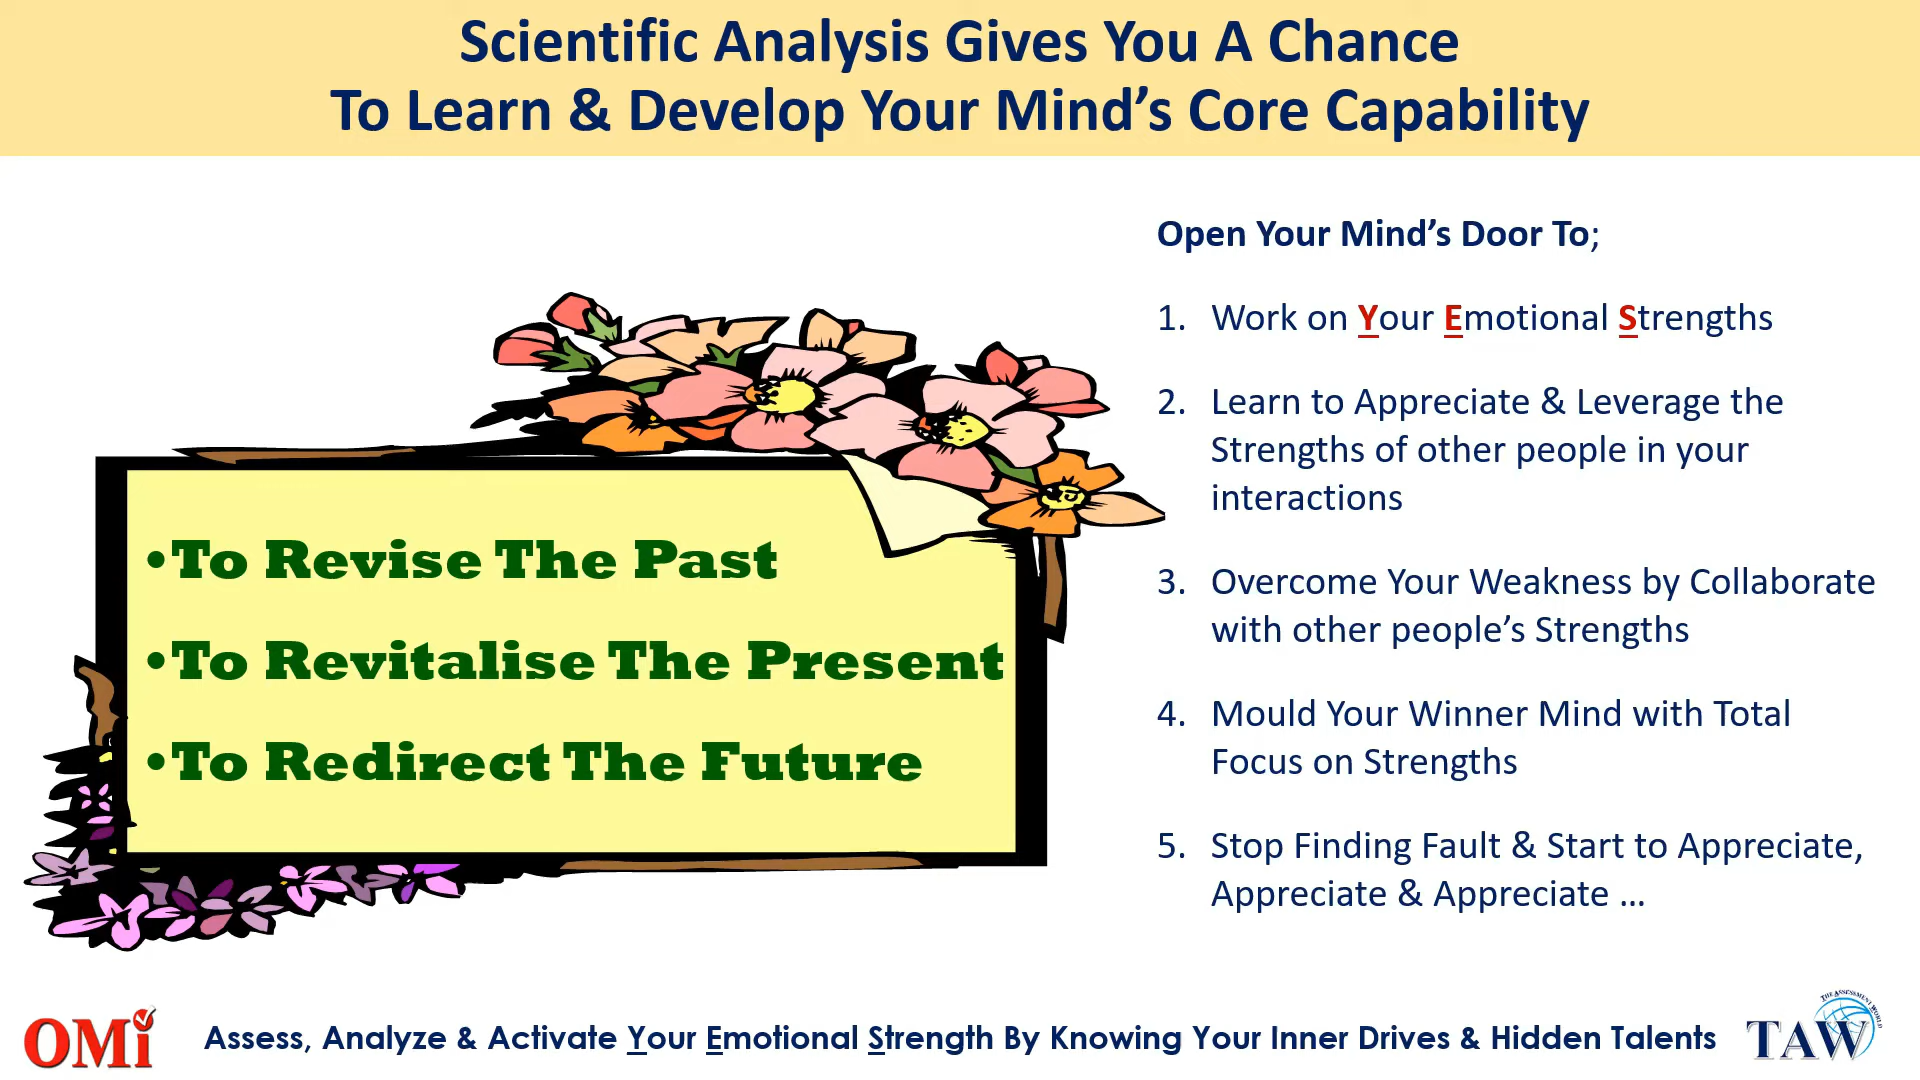 Scientific Analysis Gives You A Chance
To Learn & Develop Your Mind's Core Capability
•To Revise The Past
•To Revitalise The Present
•To Redirect The Future
Open Your Mind's Door To;
1. Work on Your Emotional Strengths
2. Learn to Appreciate & Leverage the
Strengths of other people in your
interactions
3. Overcome Your Weakness by Collaborate
with other people's Strengths
4. Mould Your Winner Mind with Total
Focus on Strengths
5. Stop Finding Fault & Start to Appreciate,
Appreciate & Appreciate ...
OMi
Assess, Analyze & Activate Your Emotional Strength By Knowing Your Inner Drives & Hidden Talents
THE ASSESSMENT WORLD
TAW